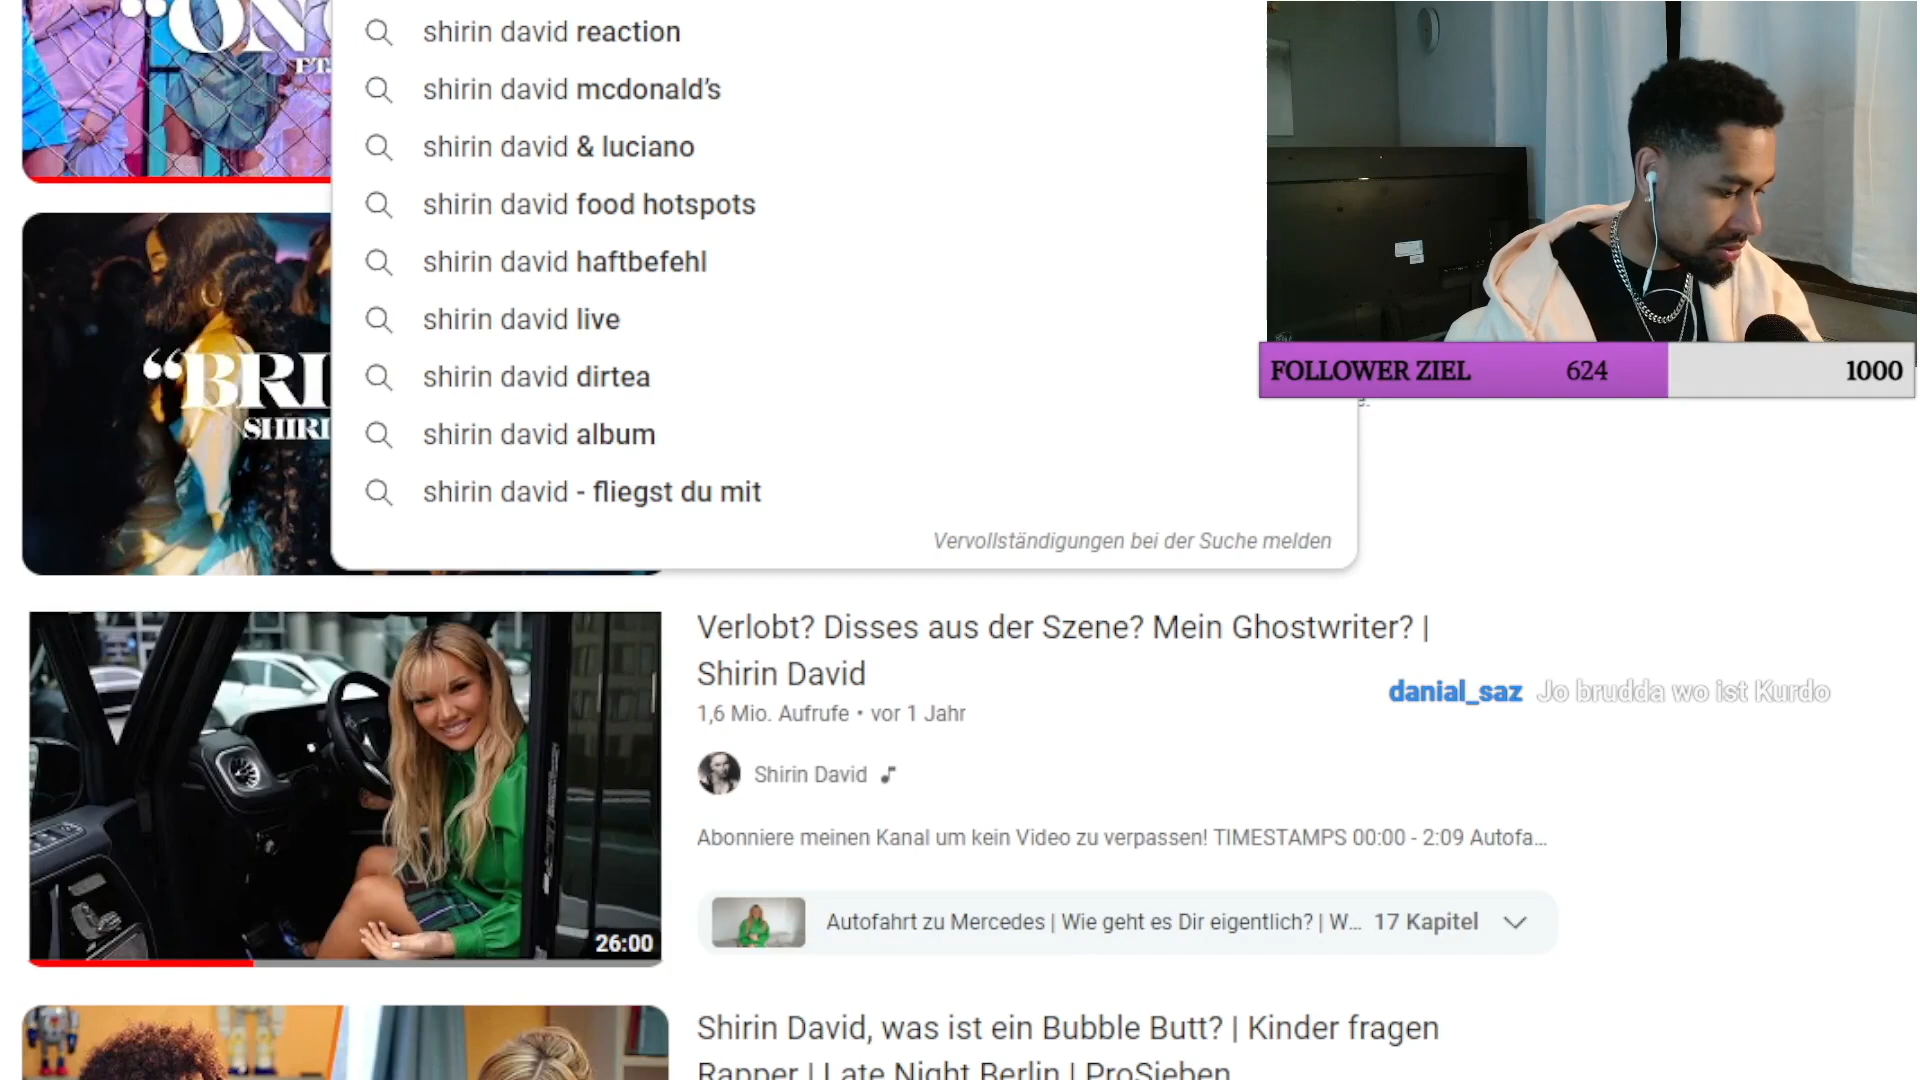 “ON
FT.
shirin david reaction
shirin david mcdonald’s
shirin david & luciano
shirin david food hotspots
shirin david haftbefehl
shirin david live
shirin david dirtea
shirin david album
shirin david - fliegst du mit
Vervollständigungen bei der Suche melden
FOLLOWER ZIEL 624 1000
“BRI
SHIRI
26:00
Verlobt? Disses aus der Szene? Mein Ghostwriter? |
Shirin David
1,6 Mio. Aufrufe • vor 1 Jahr
Shirin David
Abonniere meinen Kanal um kein Video zu verpassen! TIMESTAMPS 00:00 - 2:09 Autofa...
Autofahrt zu Mercedes | Wie geht es Dir eigentlich? | W... 17 Kapitel
danial_saz Jo brudda wo ist Kurdo
Shirin David, was ist ein Bubble Butt? | Kinder fragen
Rapper | Late Night Berlin | ProSieben